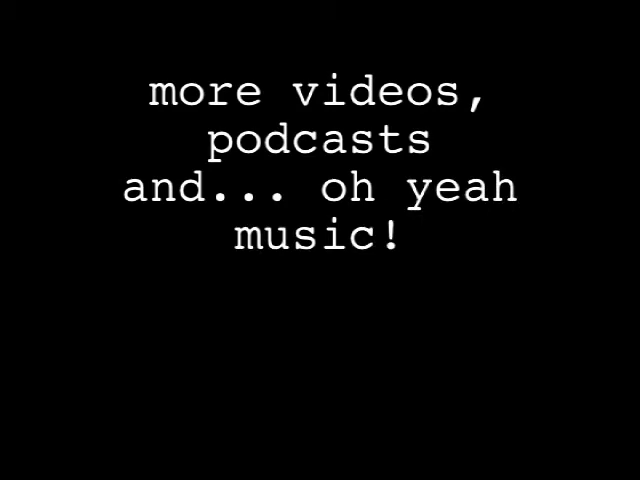 more videos,
podcasts
and... oh yeah
music!